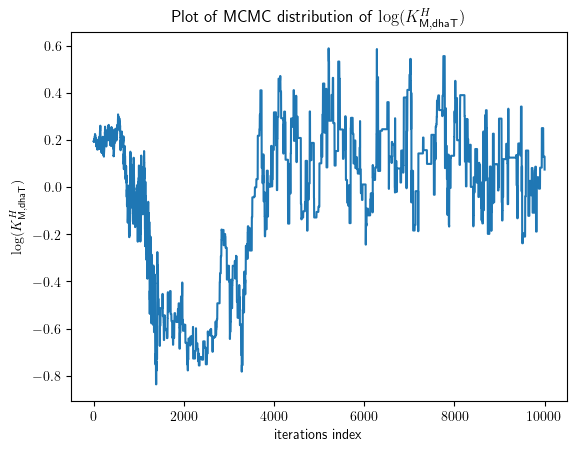 Plot of MCMC distribution of log(K^H_M,dhaT)
log(K^H_M,dhaT)
0.6
0.4
0.2
0.0
−0.2
−0.4
−0.6
−0.8
0 2000 4000 6000 8000 10000
iterations index